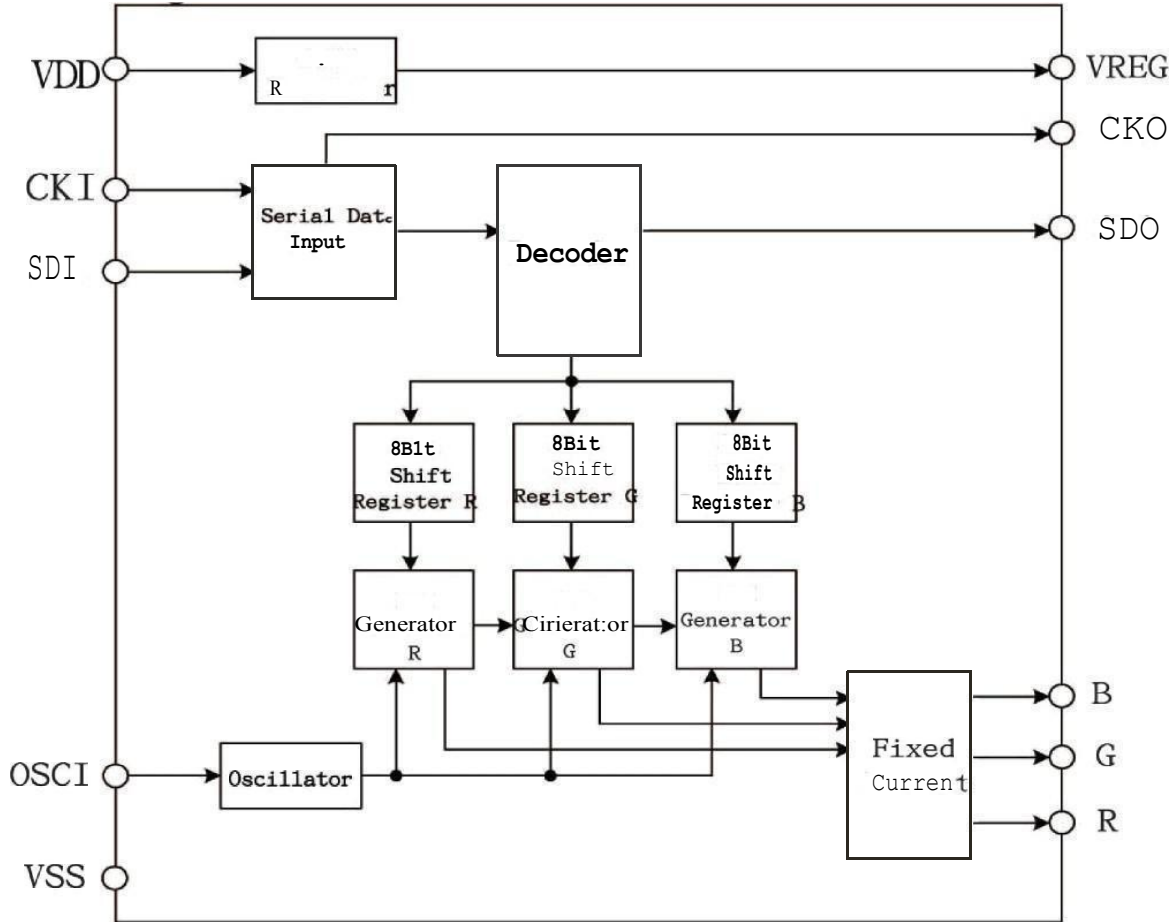 VDD
R r
VREG
CKO
CKI
Serial Dat
Input
Decoder
SDO
SDI
8B1t
Shift
Register R
8Bit
Shift
Register G
8Bit
Shift
Register B
Generator
R
Cirierat:or
G
Generator
B
B
Fixed
Current
G
OSCI
Oscillator
R
VSS